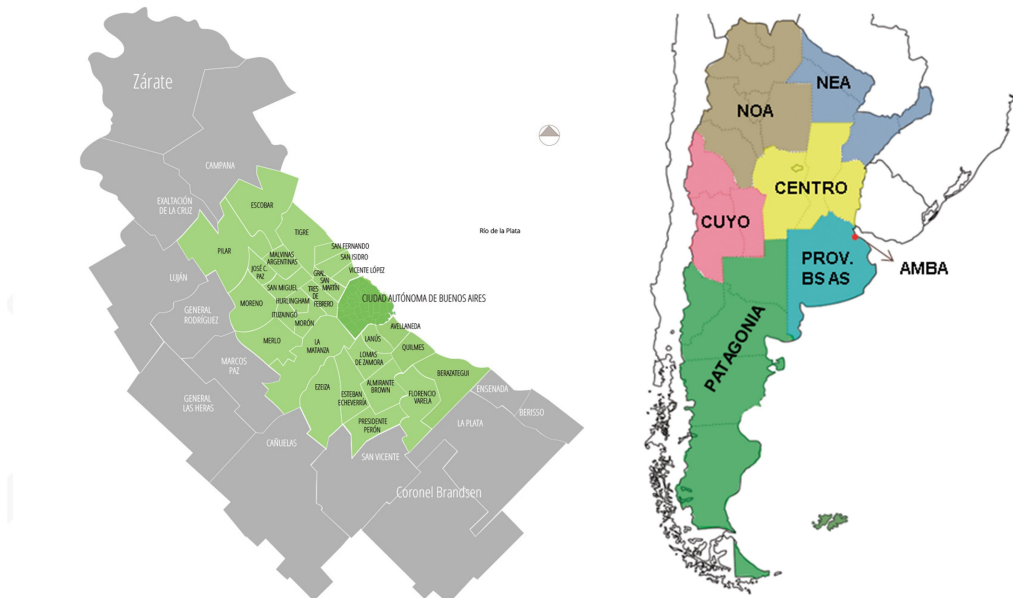 Zárate
CAMPANA
EXALTACIÓN
DE LA CRUZ
ESCOBAR
TIGRE
PILAR
SAN FERNANDO
SAN ISIDRO
VICENTE LÓPEZ
MALVINAS
ARGENTINAS
JOSÉ C.
PAZ
GRAL.
SAN
MARTÍN
SAN MIGUEL
TRES
DE
FEBRERO
HURLINGHAM
MORENO
ITUZAINGÓ
MORÓN
CIUDAD AUTÓNOMA DE BUENOS AIRES
Río de la Plata
LUJÁN
GENERAL
RODRÍGUEZ
MERLO
LA
MATANZA
AVELLANEDA
LANÚS
QUILMES
LOMAS
DE ZAMORA
BERAZATEGUI
MARCOS
PAZ
EZEIZA
ESTEBAN
ECHEVERRÍA
ALMIRANTE
BROWN
FLORENCIO
VARELA
ENSENADA
BERISSO
GENERAL
LAS HERAS
PRESIDENTE
PERÓN
LA PLATA
CAÑUELAS
SAN VICENTE
Coronel Brandsen
NEA
NOA
CENTRO
CUYO
PROV.
BS AS
AMBA
PATAGONIA